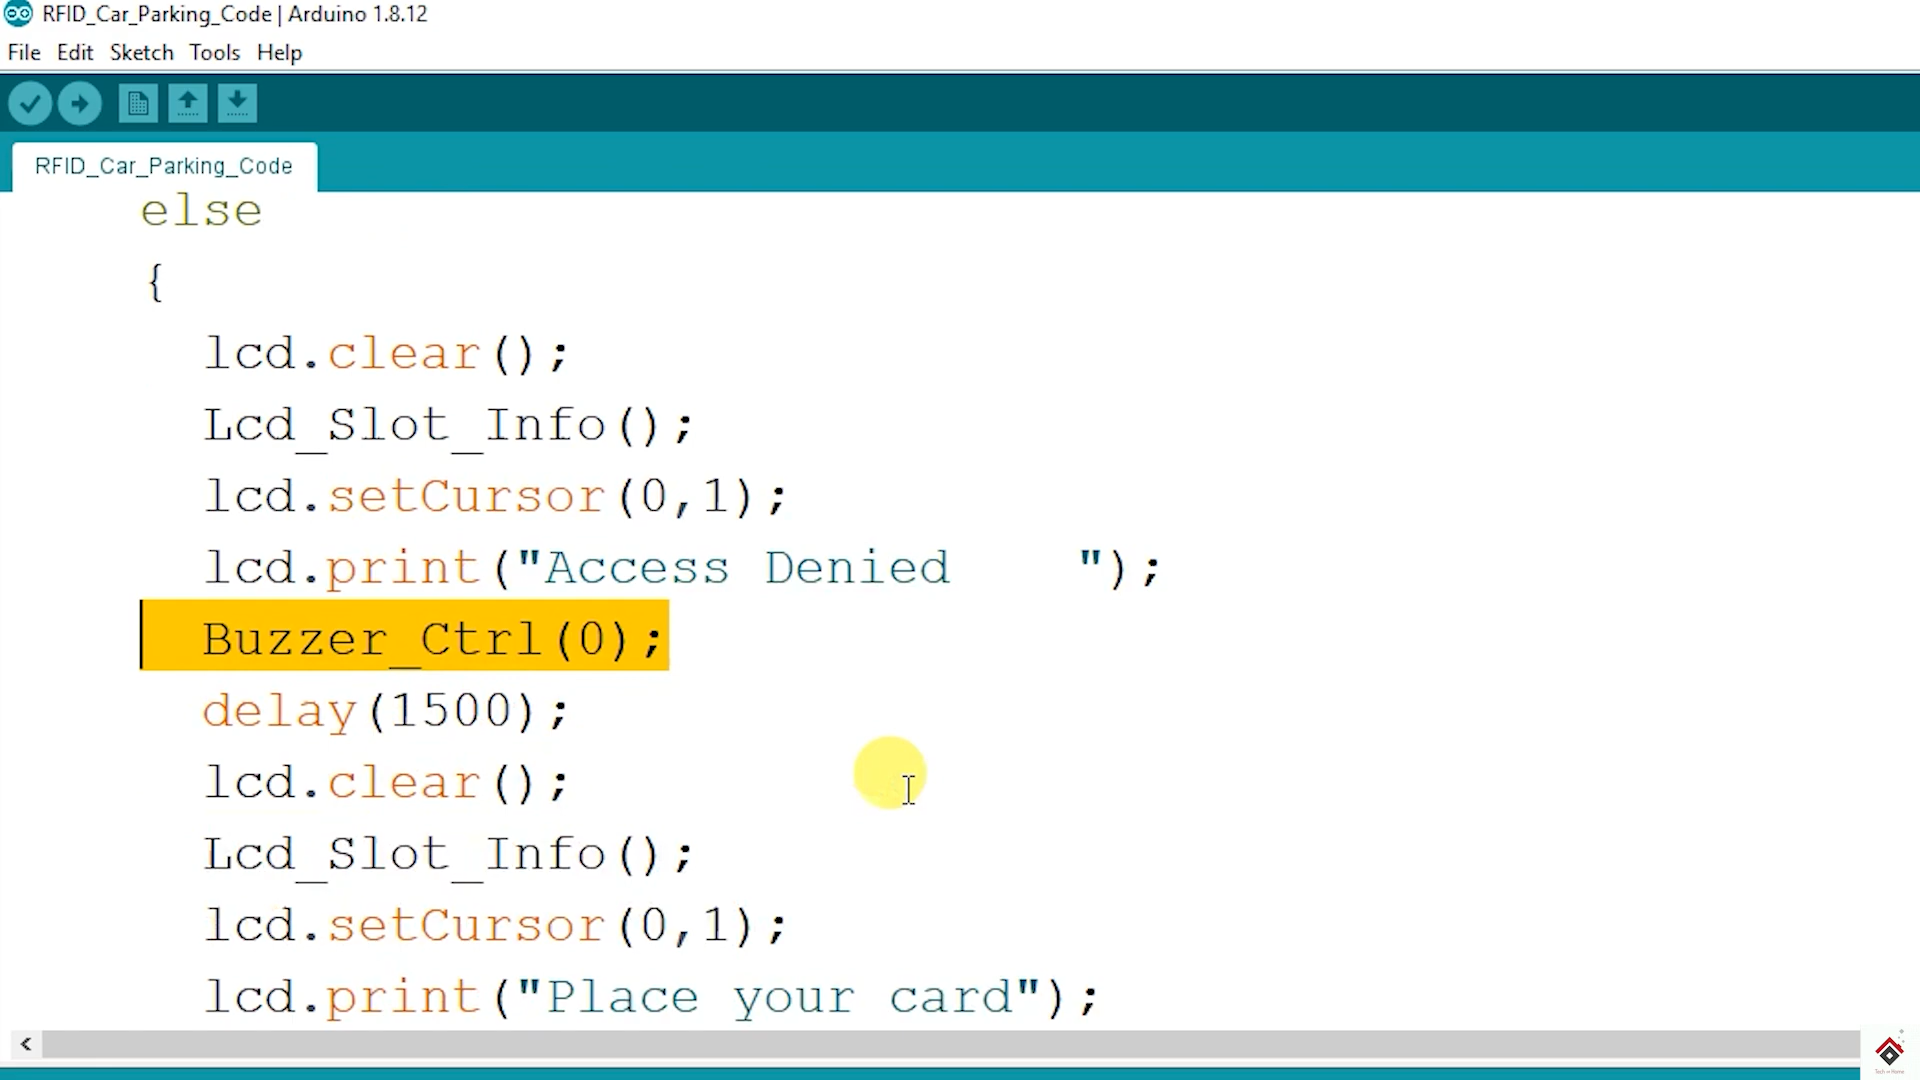 RFID_Car_Parking_Code | Arduino 1.8.12
File Edit Sketch Tools Help
RFID_Car_Parking_Code
else
{
lcd.clear();
Lcd_Slot_Info();
lcd.setCursor(0,1);
lcd.print("Access Denied    ");
Buzzer_Ctrl(0);
delay(1500);
lcd.clear();
Lcd_Slot_Info();
lcd.setCursor(0,1);
lcd.print("Place your card");